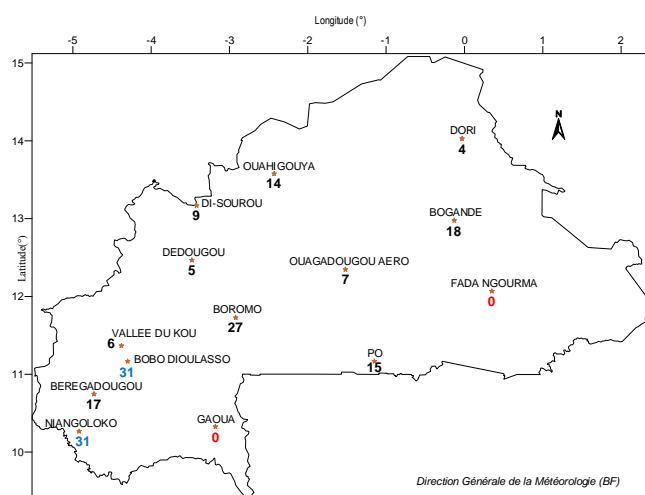 Longitude (°)
-5 -4 -3 -2 -1 0 1 2
15
N
DORI
14
4
OUAHIGOUYA
14
DI-SOUROU
13
9
BOGANDE
18
Latitude(°)
DEDOUGOU
5
OUAGADOUGOU AERO
7
FADA NGOURMA
12
0
BOROMO
27
VALLEE DU KOU
6
BOBO DIOULASSO
31
PO
15
11
BEREGADOUGOU
17
NIANGOLOKO
31
GAOUA
0
10
Direction Générale de la Météorologie (BF)